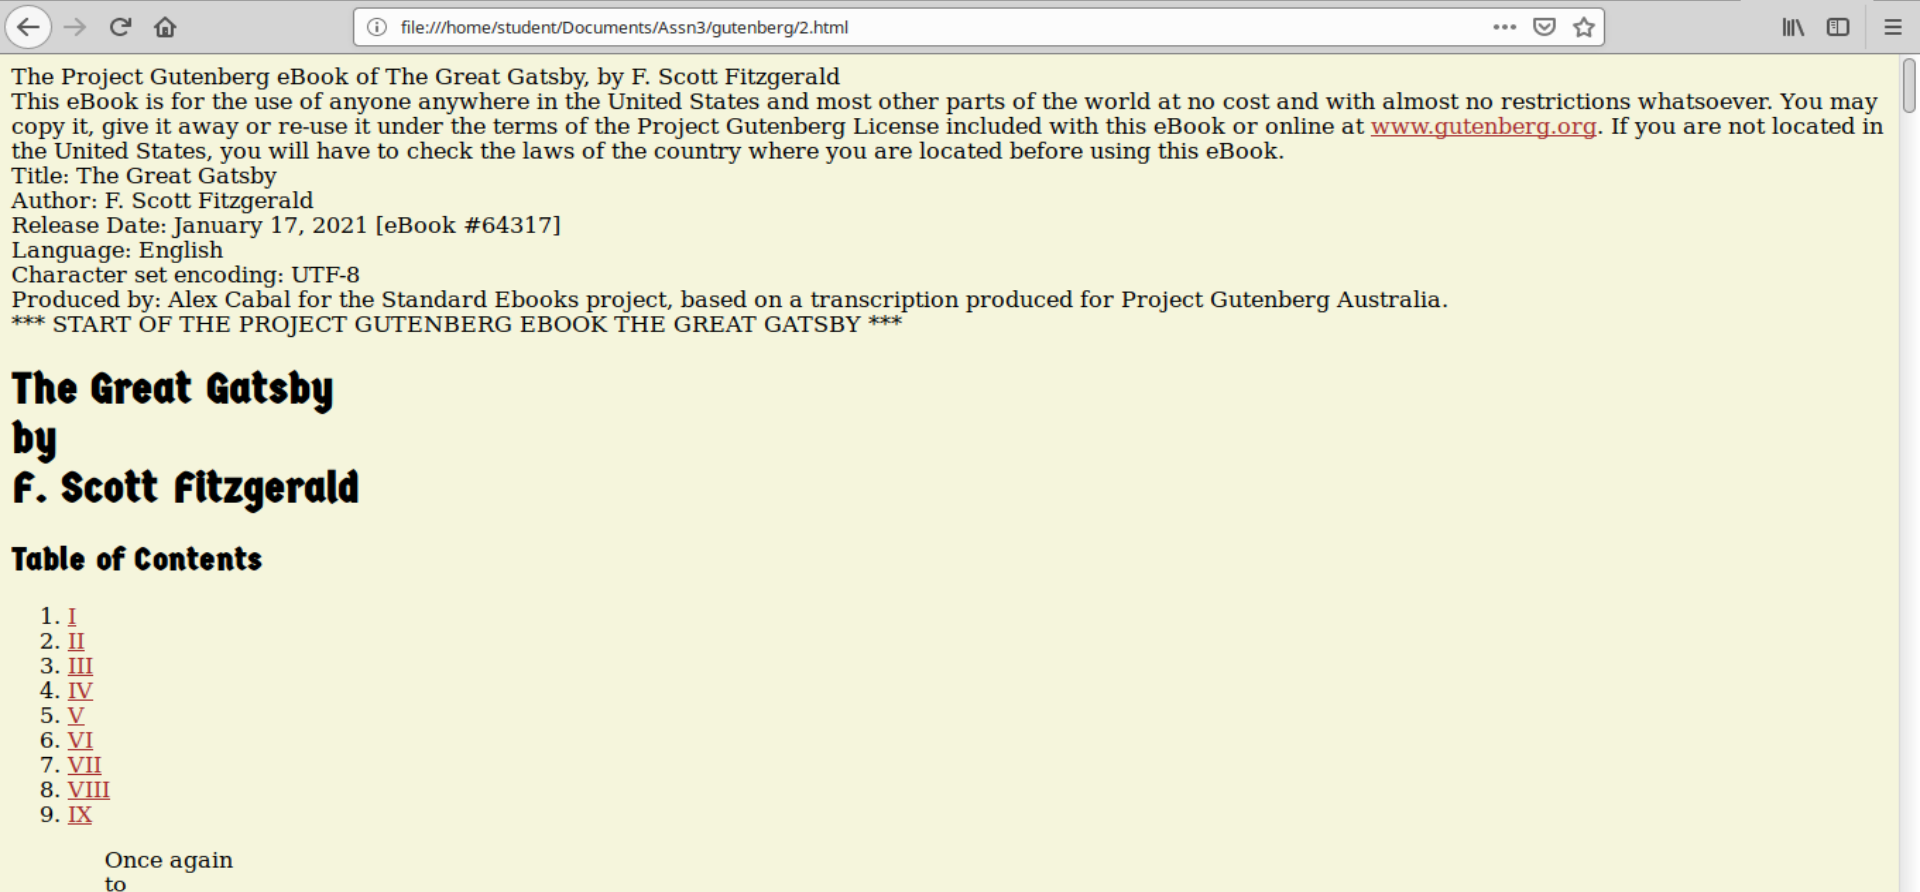 file:///home/student/Documents/Assn3/gutenberg/2.html
The Project Gutenberg eBook of The Great Gatsby, by F. Scott Fitzgerald
This eBook is for the use of anyone anywhere in the United States and most other parts of the world at no cost and with almost no restrictions whatsoever. You may
copy it, give it away or re-use it under the terms of the Project Gutenberg License included with this eBook or online at www.gutenberg.org. If you are not located in
the United States, you will have to check the laws of the country where you are located before using this eBook.
Title: The Great Gatsby
Author: F. Scott Fitzgerald
Release Date: January 17, 2021 [eBook #64317]
Language: English
Character set encoding: UTF-8
Produced by: Alex Cabal for the Standard Ebooks project, based on a transcription produced for Project Gutenberg Australia.
*** START OF THE PROJECT GUTENBERG EBOOK THE GREAT GATSBY ***
The Great Gatsby
by
F. Scott Fitzgerald
Table of Contents
1. I
2. II
3. III
4. IV
5. V
6. VI
7. VII
8. VIII
9. IX
Once again
to